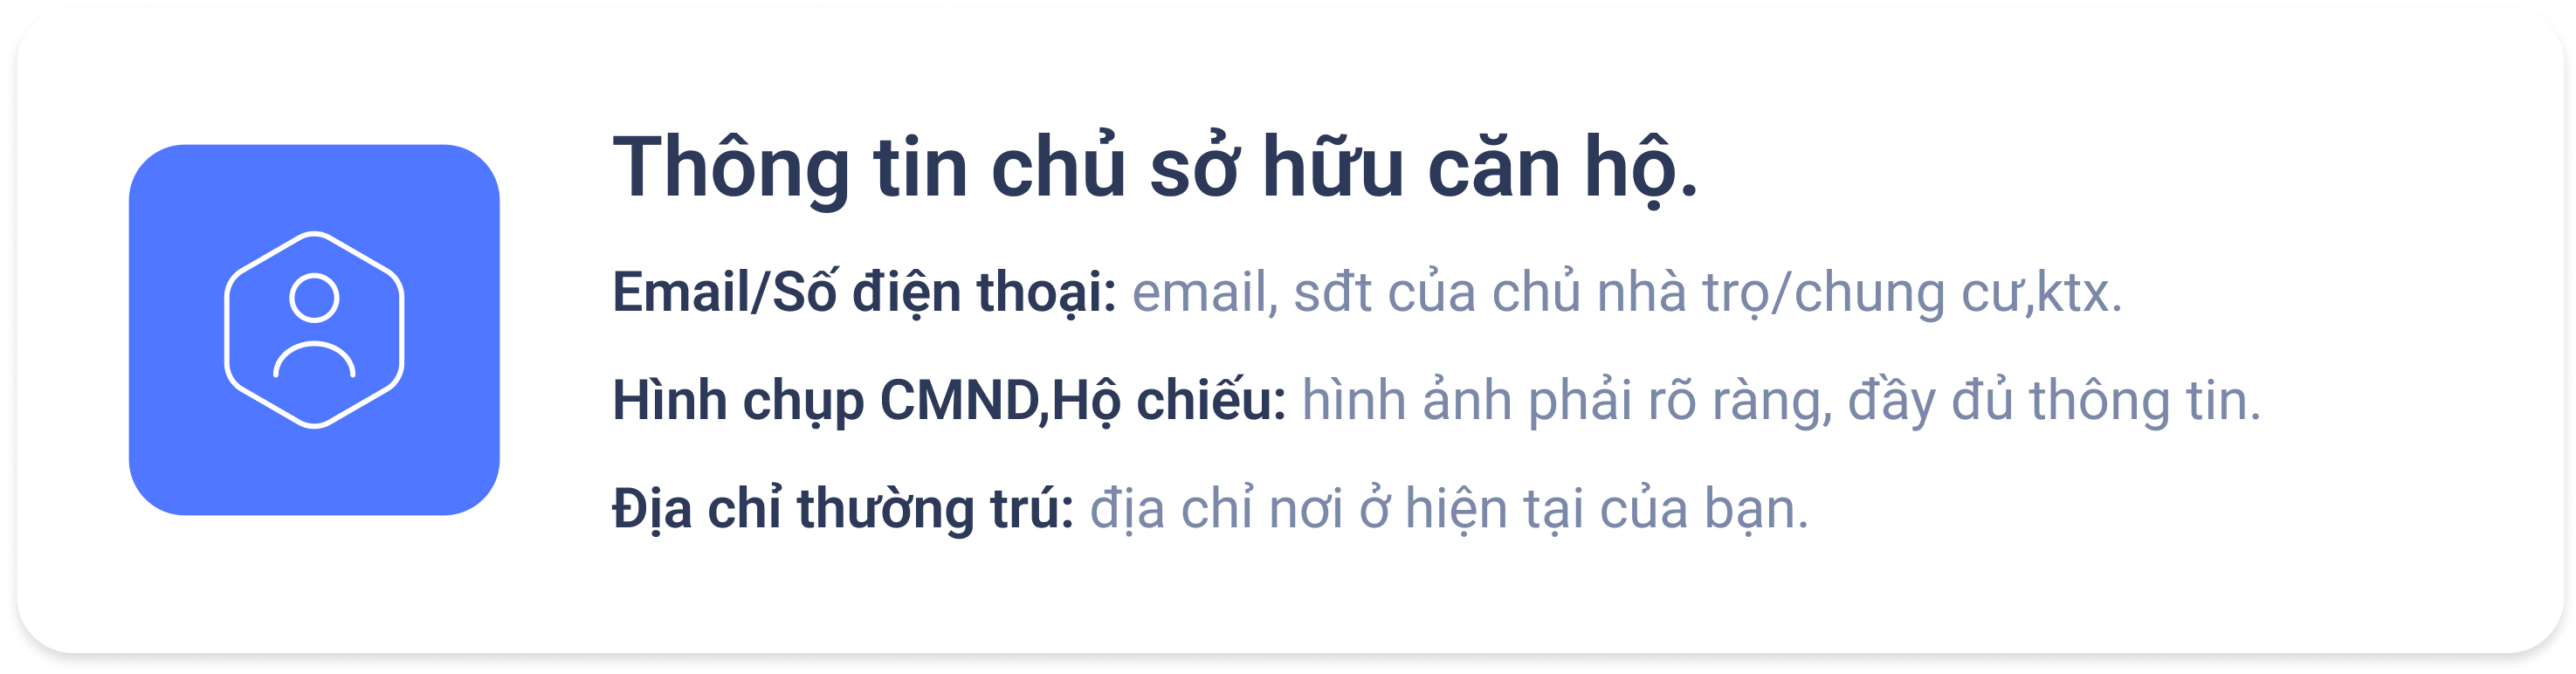 Thông tin chủ sở hữu căn hộ.
Email/Số điện thoại: email, sđt của chủ nhà trọ/chung cư,ktx.
Hình chụp CMND,Hộ chiếu: hình ảnh phải rõ ràng, đầy đủ thông tin.
Địa chỉ thường trú: địa chỉ nơi ở hiện tại của bạn.